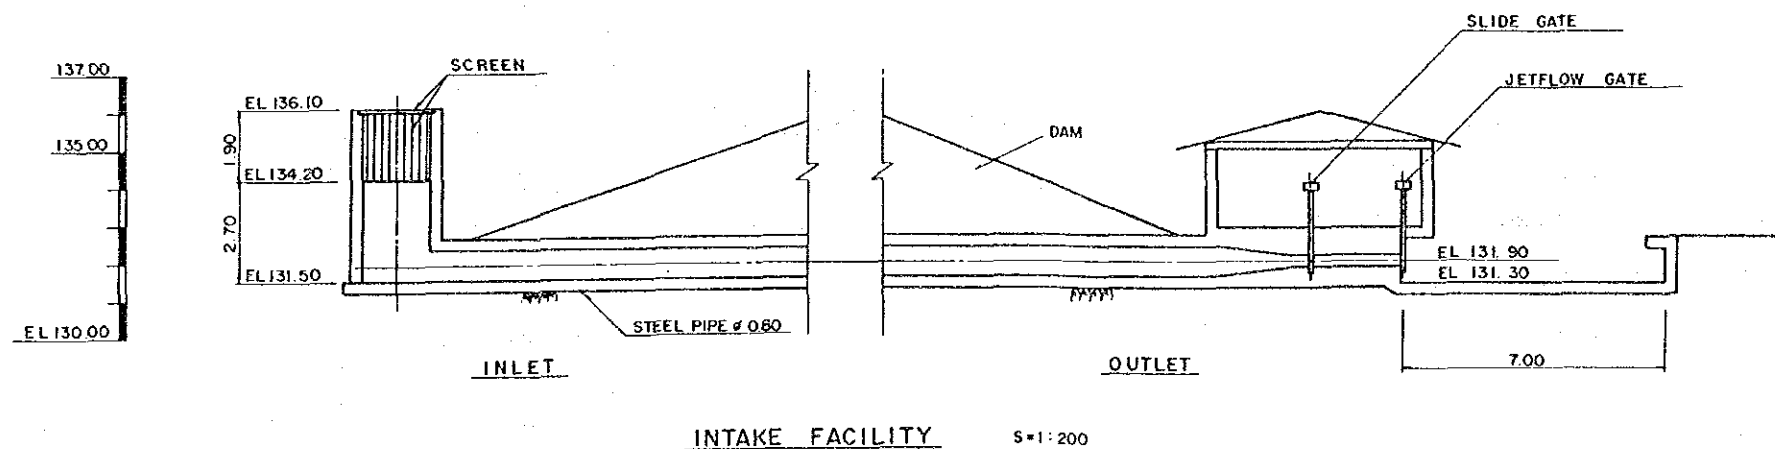 SLIDE GATE
SCREEN
137.00
JETFLOW GATE
EL 136.10
DAM
1.90
135.00
EL 134.20
2.70
EL 131.90
EL 131.30
EL 131.50
STEEL PIPE ø 0.80
EL 130.00
INLET
OUTLET
7.00
INTAKE FACILITY
S=1:200